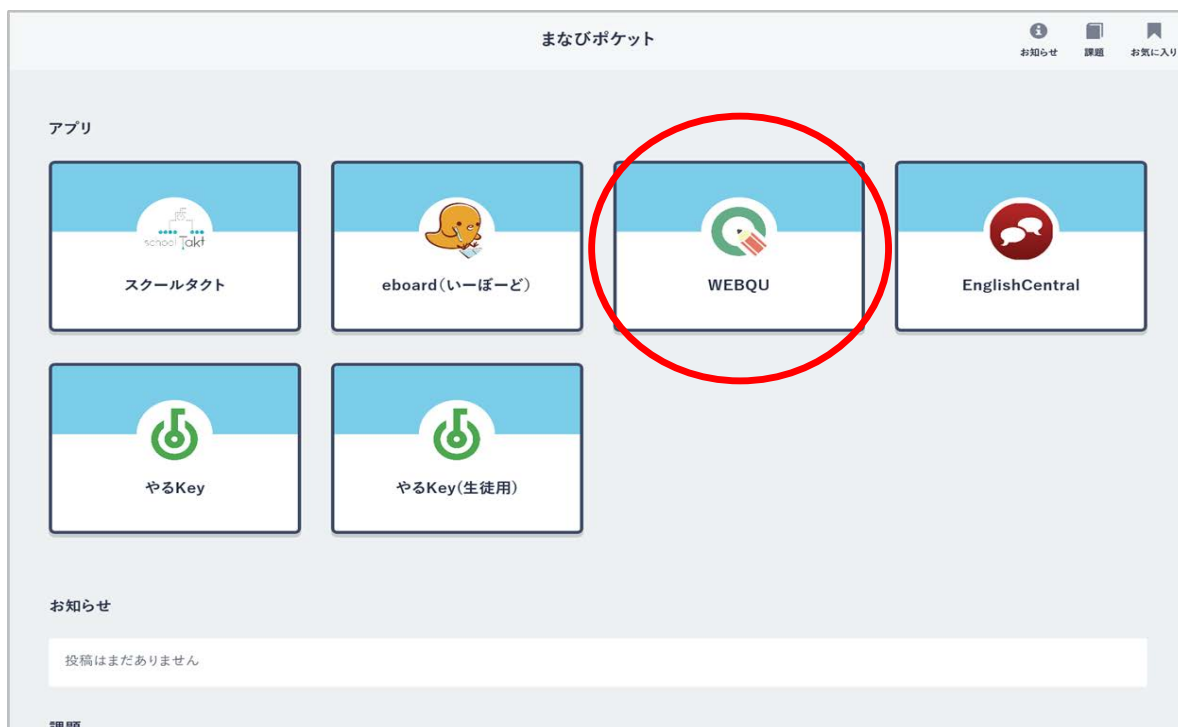 まなびポケット
お知らせ
課題
お気に入り
アプリ
school Takt
スクールタクト
eboard(いーぼーど)
WEBQU
EnglishCentral
やるKey
やるKey(生徒用)
お知らせ
投稿はまだありません
課題